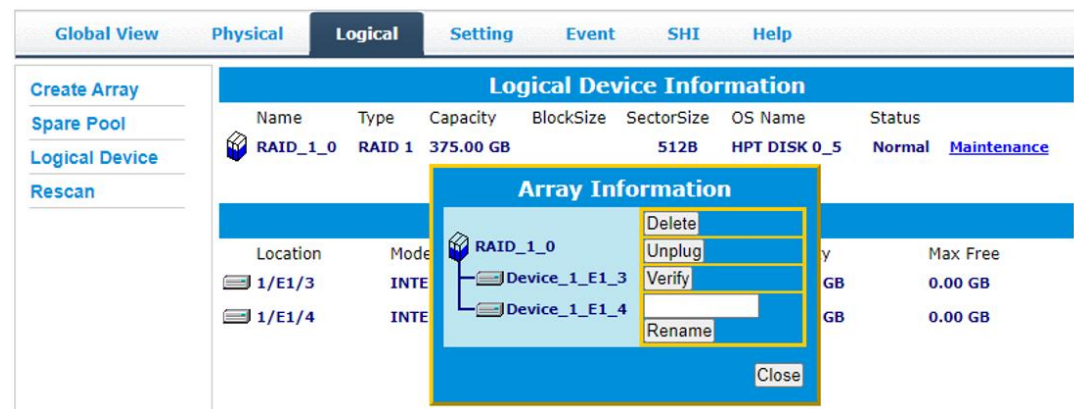 Global View Physical Logical Setting Event SHI Help
Create Array
Spare Pool
Logical Device
Rescan
Logical Device Information
Name Type Capacity BlockSize SectorSize OS Name Status
RAID_1_0 RAID 1 375.00 GB 512B HPT DISK 0_5 Normal Maintenance
Array Information
RAID_1_0
Device_1_E1_3
Device_1_E1_4
Delete
Unplug
Verify
Rename
Close
Location Mode y Max Free
1/E1/3 INTE GB 0.00 GB
1/E1/4 INTE GB 0.00 GB